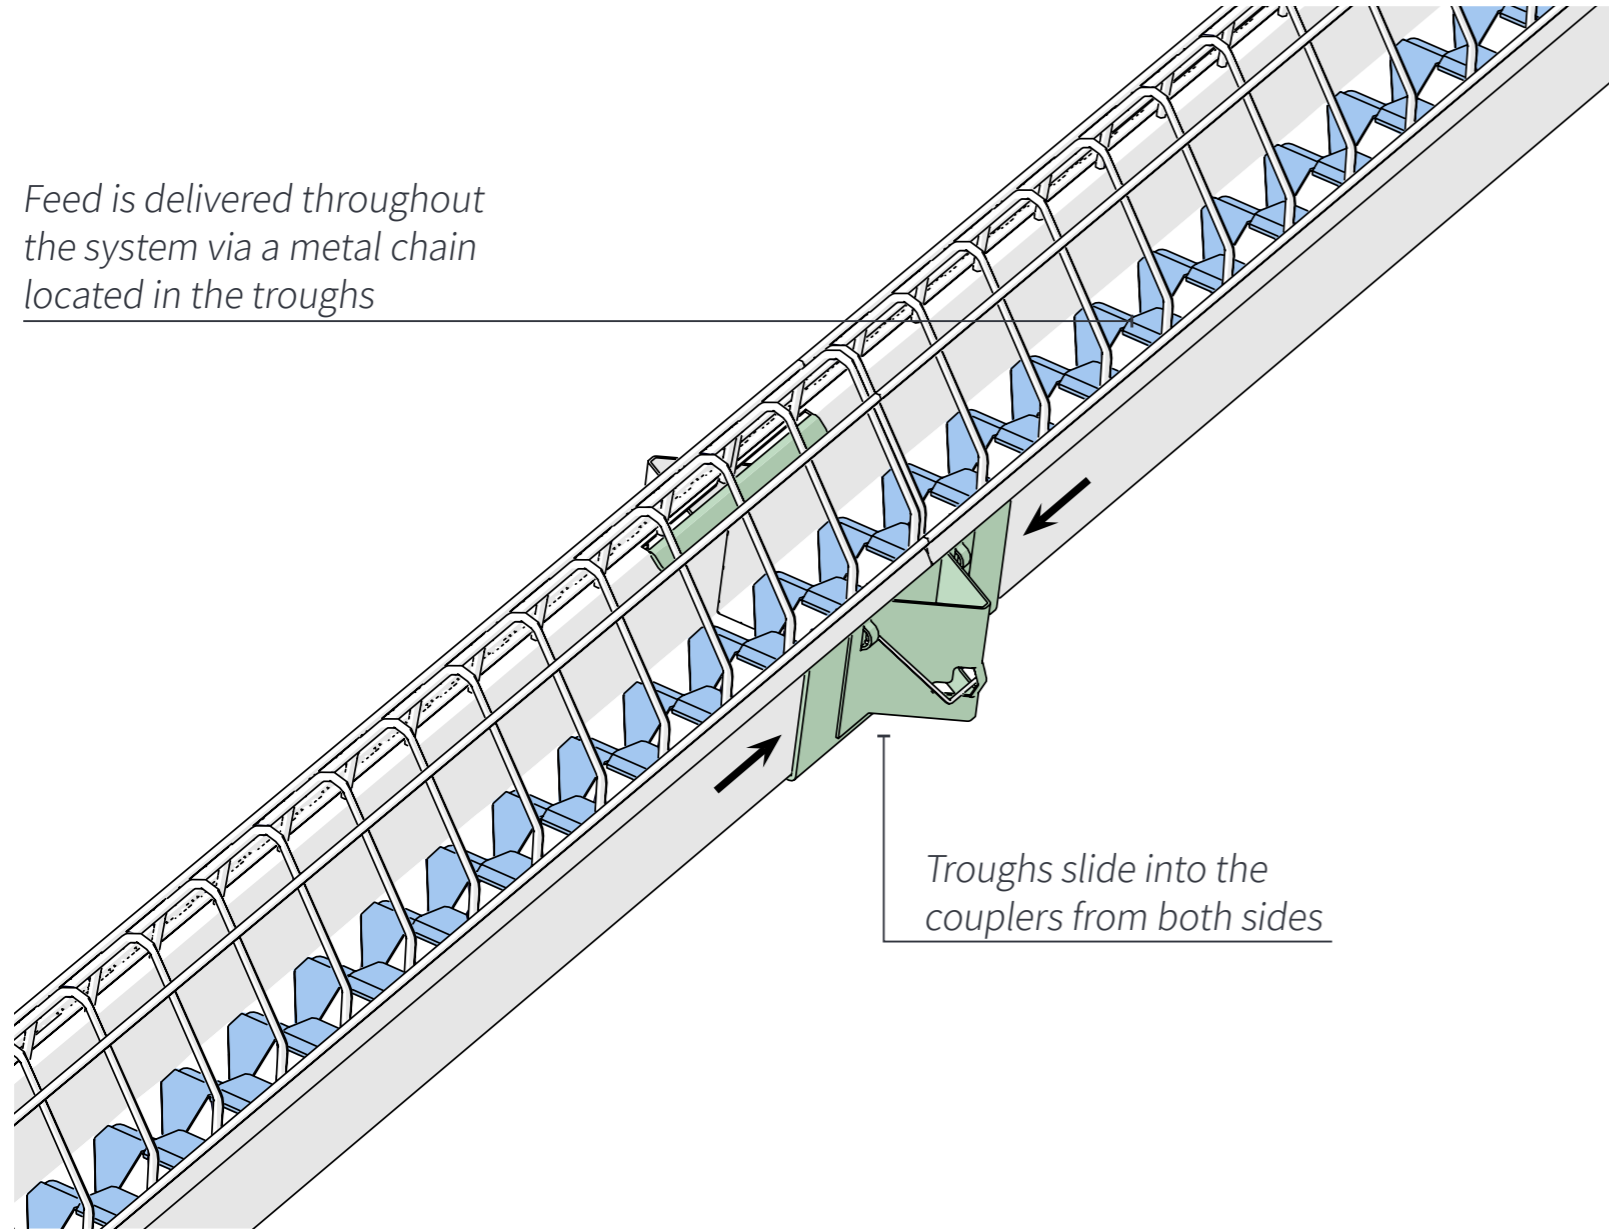 Feed is delivered throughout
the system via a metal chain
located in the troughs
Troughs slide into the
couplers from both sides